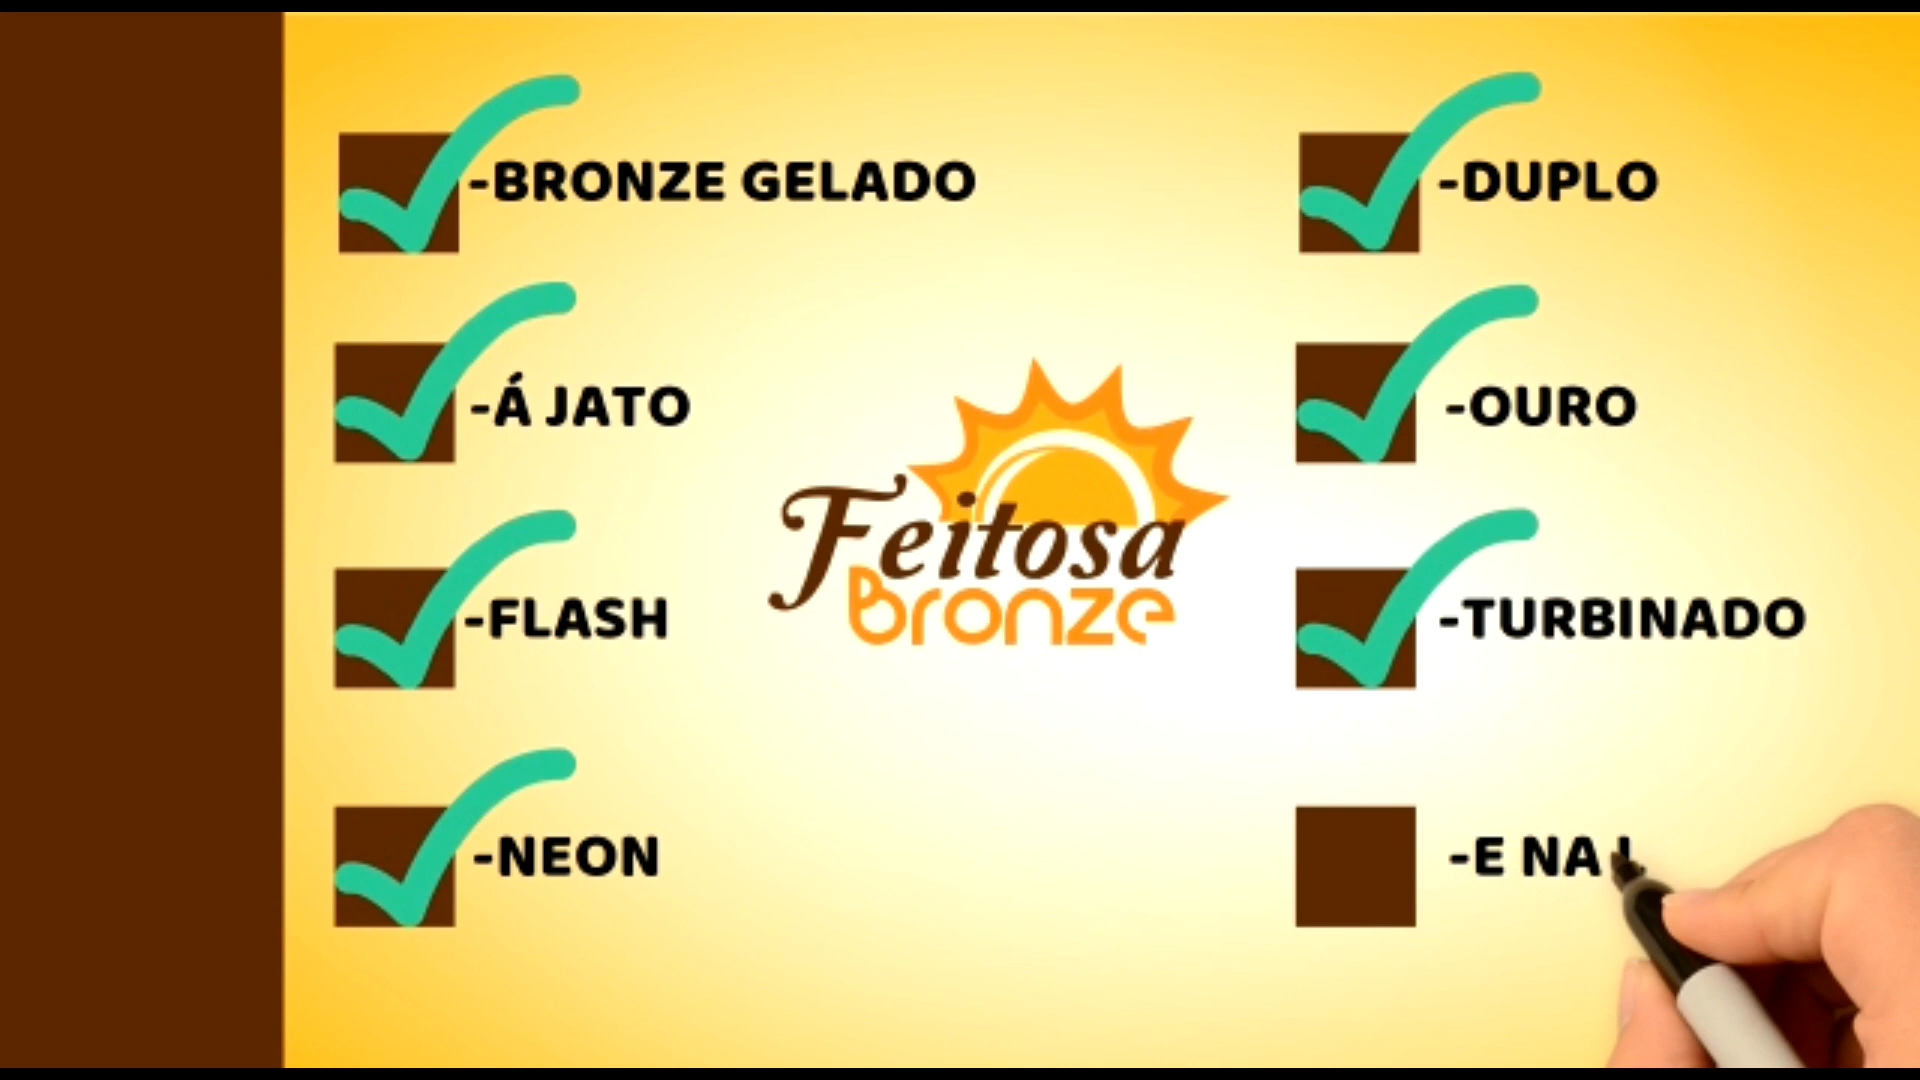 -BRONZE GELADO
-Á JATO
-FLASH
-NEON
Feitosa
Bronze
-DUPLO
-OURO
-TURBINADO
-E NA